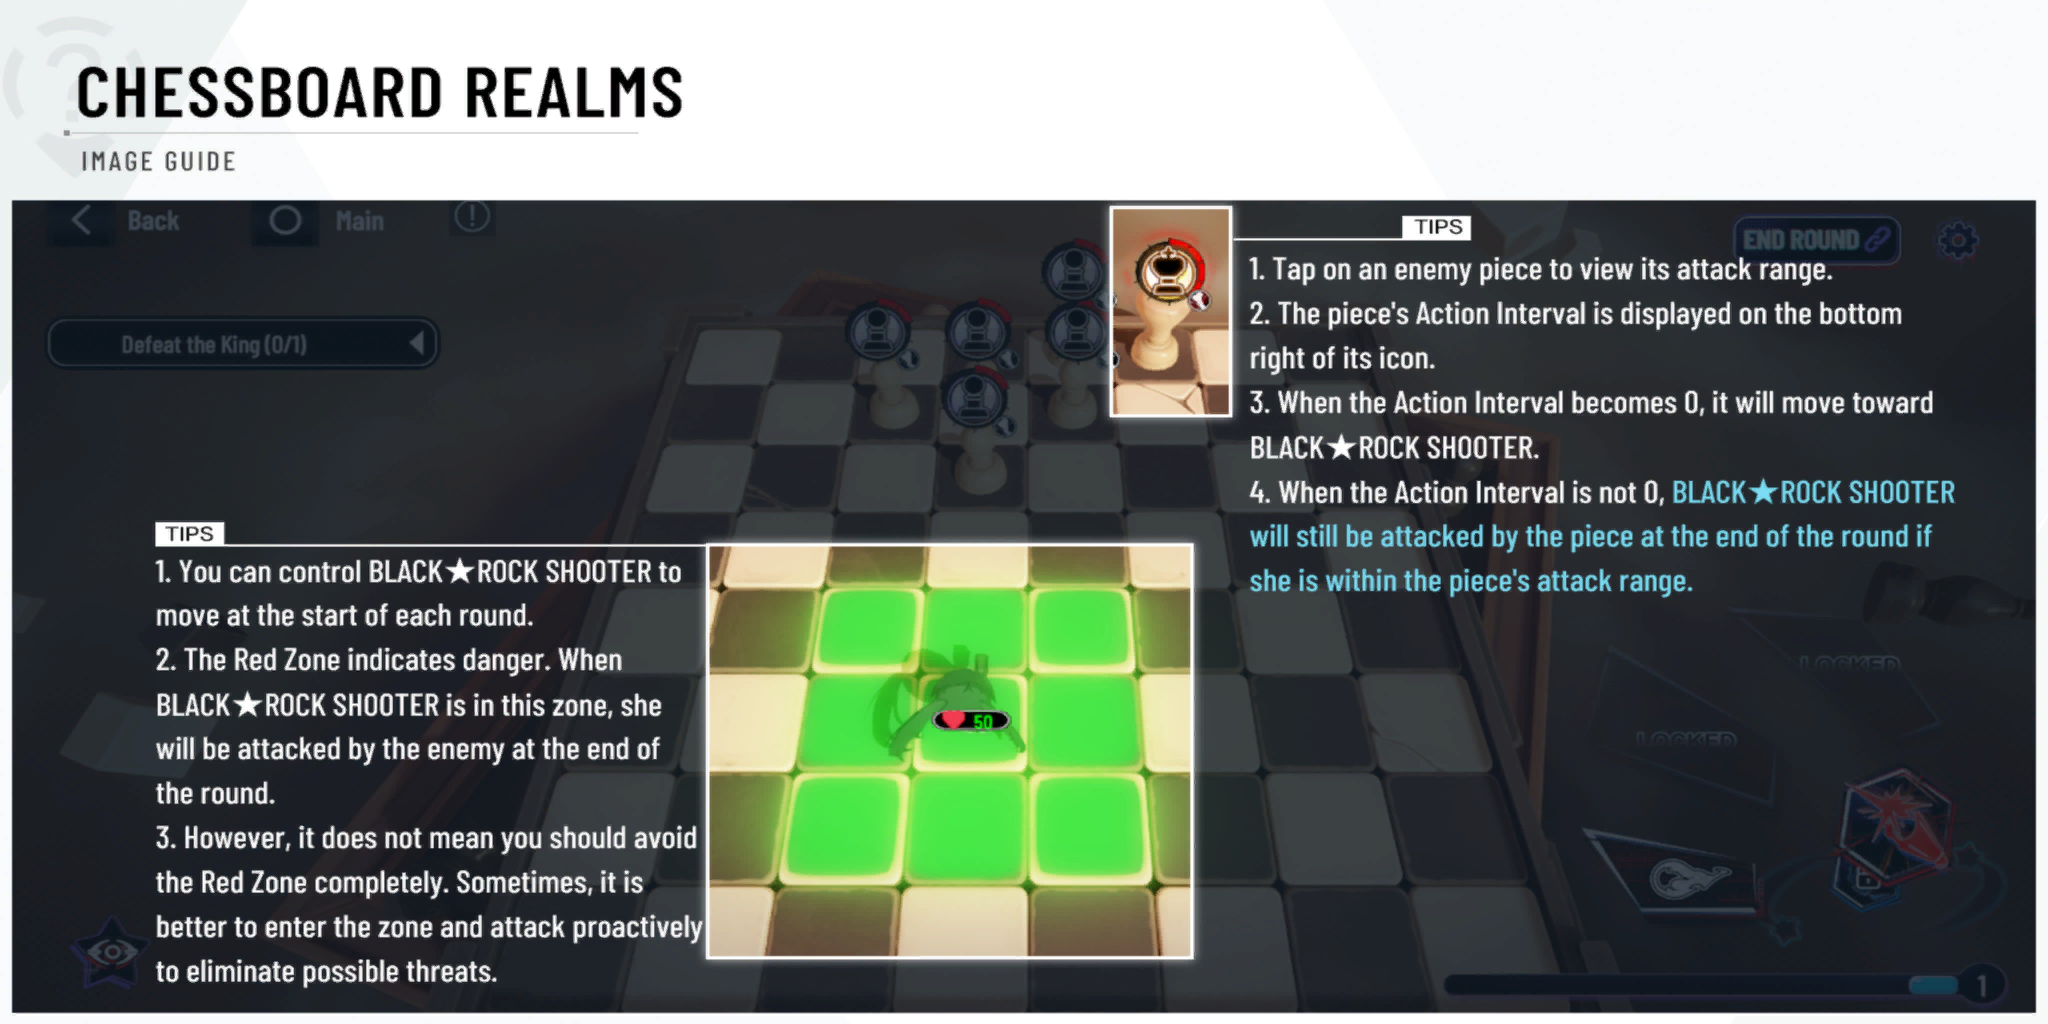 CHESSBOARD REALMS
IMAGE GUIDE
Back
Main
END ROUND
Defeat the King (0/1)
TIPS
1. Tap on an enemy piece to view its attack range.
2. The piece's Action Interval is displayed on the bottom
right of its icon.
3. When the Action Interval becomes 0, it will move toward
BLACK★ROCK SHOOTER.
4. When the Action Interval is not 0, BLACK★ROCK SHOOTER
will still be attacked by the piece at the end of the round if
she is within the piece's attack range.
TIPS
1. You can control BLACK★ROCK SHOOTER to
move at the start of each round.
2. The Red Zone indicates danger. When
BLACK★ROCK SHOOTER is in this zone, she
will be attacked by the enemy at the end of
the round.
3. However, it does not mean you should avoid
the Red Zone completely. Sometimes, it is
better to enter the zone and attack proactively
to eliminate possible threats.
50
LOCKED
LOCKED
1